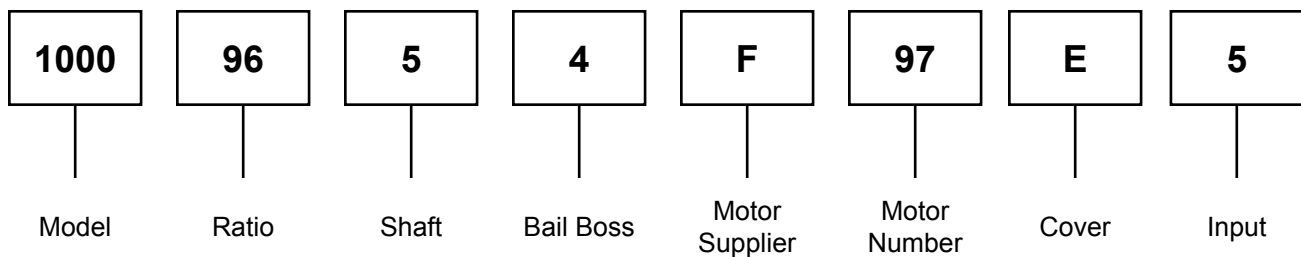 1000 96 5 4 F 97 E 5
Model Ratio Shaft Bail Boss Motor Supplier Motor Number Cover Input